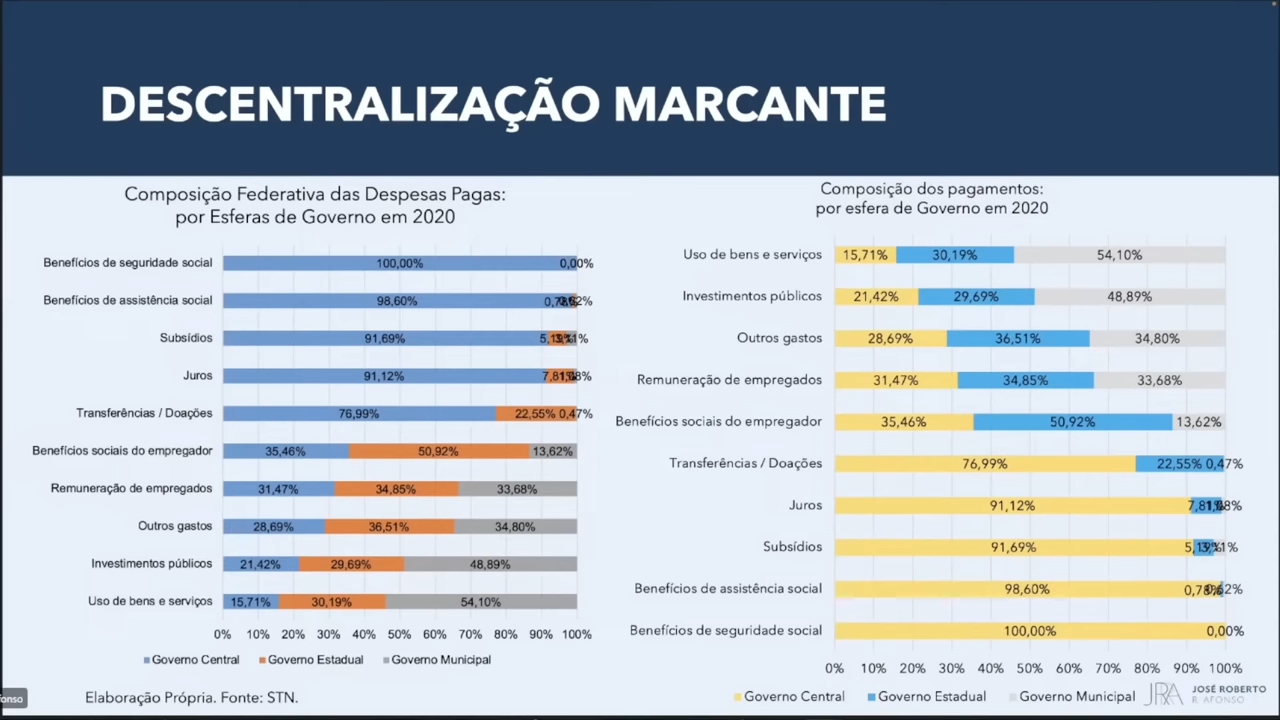 DESCENTRALIZAÇÃO MARCANTE
Composição Federativa das Despesas Pagas:
por Esferas de Governo em 2020
Benefícios de seguridade social 100,00% 0,00%
Benefícios de assistência social 98,60%
Subsídios 91,69%
Juros 91,12%
Transferências / Doações 76,99% 22,55% 0,47%
Benefícios sociais do empregador 35,46% 50,92% 13,62%
Remuneração de empregados 31,47% 34,85% 33,68%
Outros gastos 28,69% 36,51% 34,80%
Investimentos públicos 21,42% 29,69% 48,89%
Uso de bens e serviços 15,71% 30,19% 54,10%
0% 10% 20% 30% 40% 50% 60% 70% 80% 90% 100%
Governo Central Governo Estadual Governo Municipal
Elaboração Própria. Fonte: STN.
Composição dos pagamentos:
por esfera de Governo em 2020
Uso de bens e serviços 15,71% 30,19% 54,10%
Investimentos públicos 21,42% 29,69% 48,89%
Outros gastos 28,69% 36,51% 34,80%
Remuneração de empregados 31,47% 34,85% 33,68%
Benefícios sociais do empregador 35,46% 50,92% 13,62%
Transferências / Doações 76,99% 22,55% 0,47%
Juros 91,12%
Subsídios 91,69%
Benefícios de assistência social 98,60%
Benefícios de seguridade social 100,00% 0,00%
0% 10% 20% 30% 40% 50% 60% 70% 80% 90% 100%
Governo Central Governo Estadual Governo Municipal
JRA JOSÉ ROBERTO
R. AFONSO